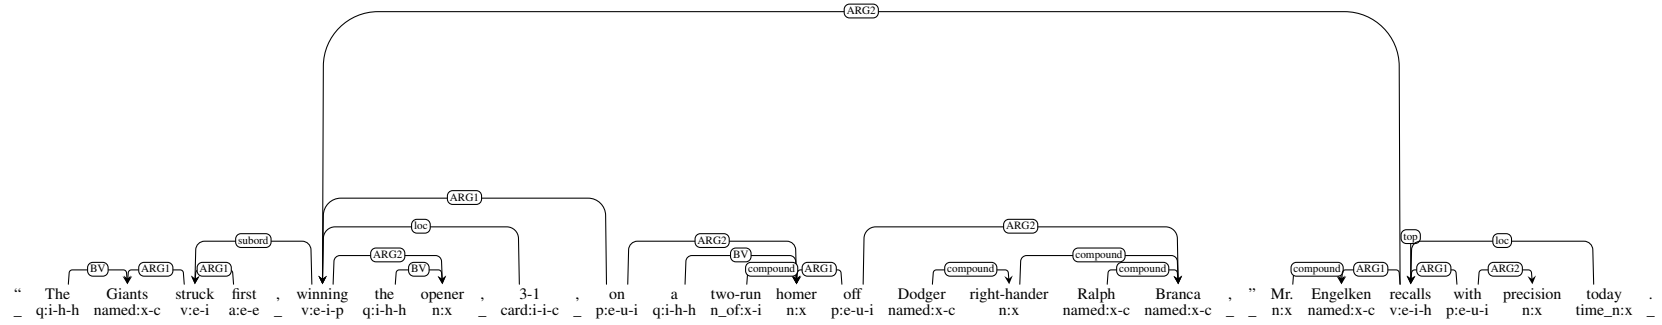 ARG2
ARG1
loc ARG2
subord ARG2 BV compound top loc
BV ARG1 ARG1 BV compound ARG1 compound compound compound ARG1 ARG1 ARG2
“ The Giants struck first , winning the opener , 3-1 , on a two-run homer off Dodger right-hander Ralph Branca , ” Mr. Engelken recalls with precision today .
_ q:i-h-h named:x-c v:e-i a:e-e _ v:e-i-p q:i-h-h n:x _ card:i-i-c _ p:e-u-i q:i-h-h n_of:x-i n:x p:e-u-i named:x-c n:x named:x-c named:x-c _ _ n:x named:x-c v:e-i-h p:e-u-i n:x time_n:x _